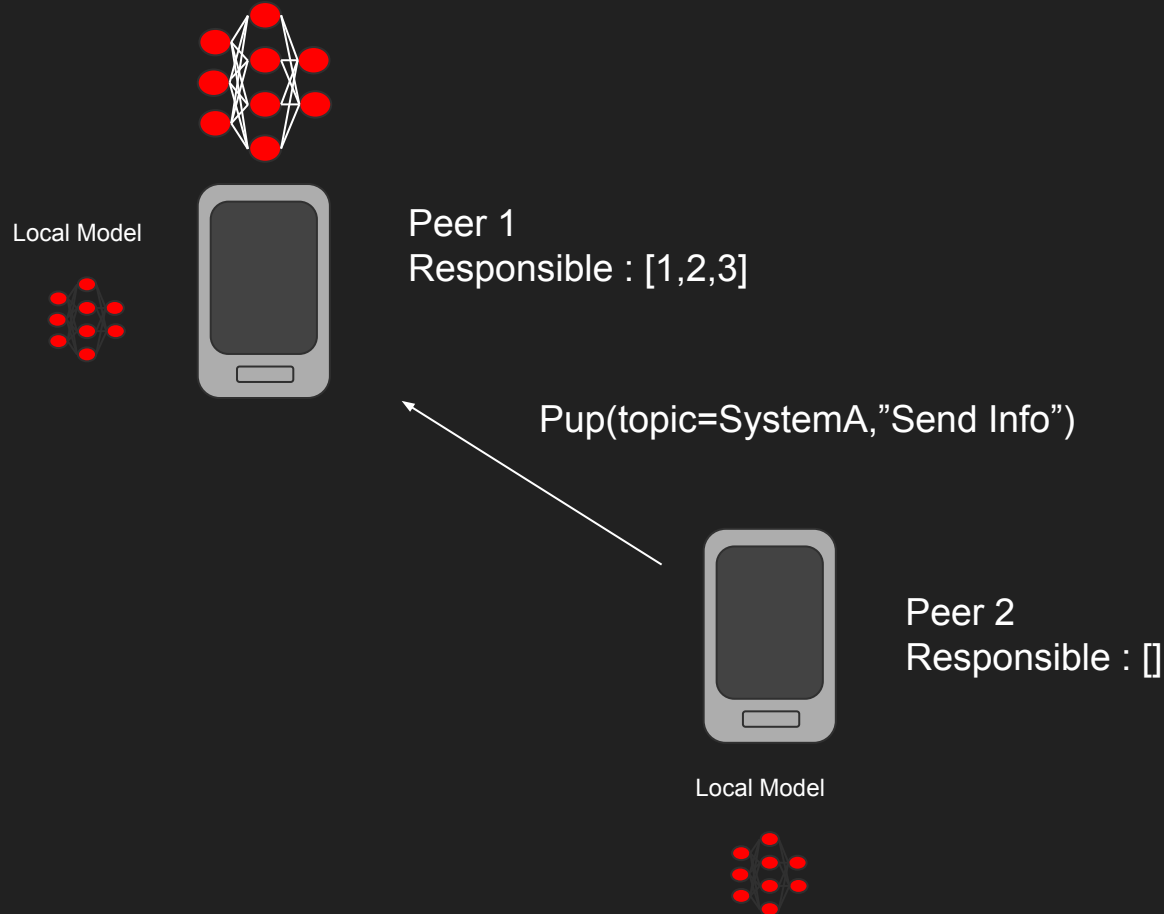 Local Model
Peer 1
Responsible : [1,2,3]
Pup(topic=SystemA,”Send Info”)
Peer 2
Responsible : []
Local Model